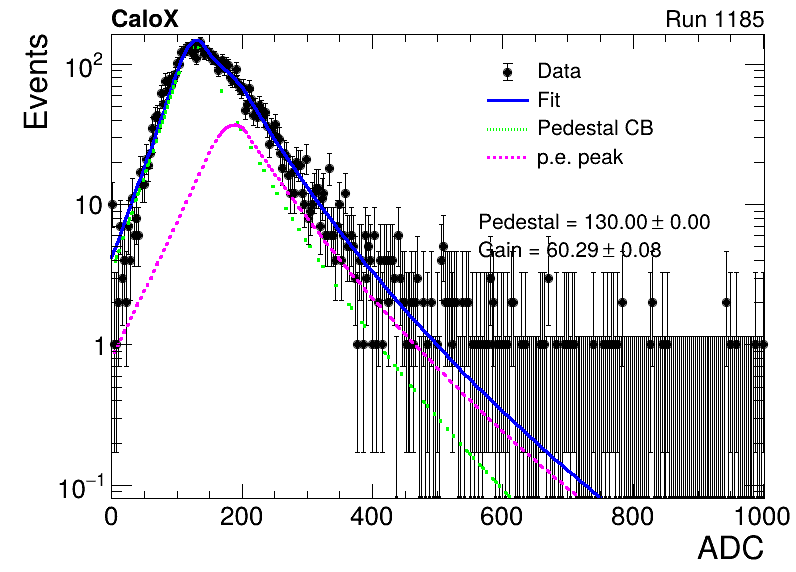 CaloX Run 1185
Events
10²
10
1
10⁻¹
Data
Fit
Pedestal CB
p.e. peak
Pedestal = 130.00 ± 0.00
Gain = 60.29 ± 0.08
0 200 400 600 800 1000
ADC